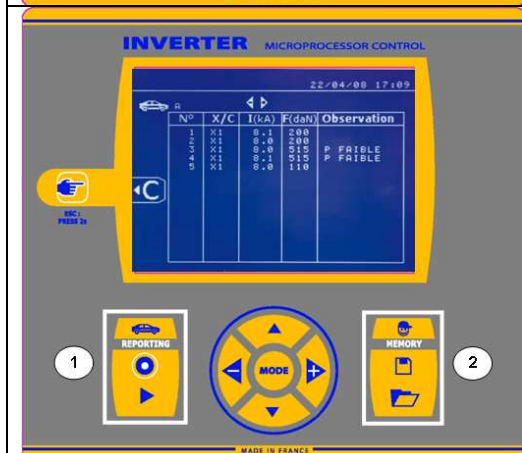 INVERTER MICROPROCESSOR CONTROL
22/04/08 17:09
A
N° X/C I(kA) F(daN) Observation
1 X1 8.1 200
2 X1 8.0 200
3 X1 8.0 515 P FAIBLE
4 X1 8.1 515 P FAIBLE
5 X1 8.0 110
C
ESC :
PRESS 2s
REPORTING
MEMORY
1
MODE
2
MADE IN FRANCE